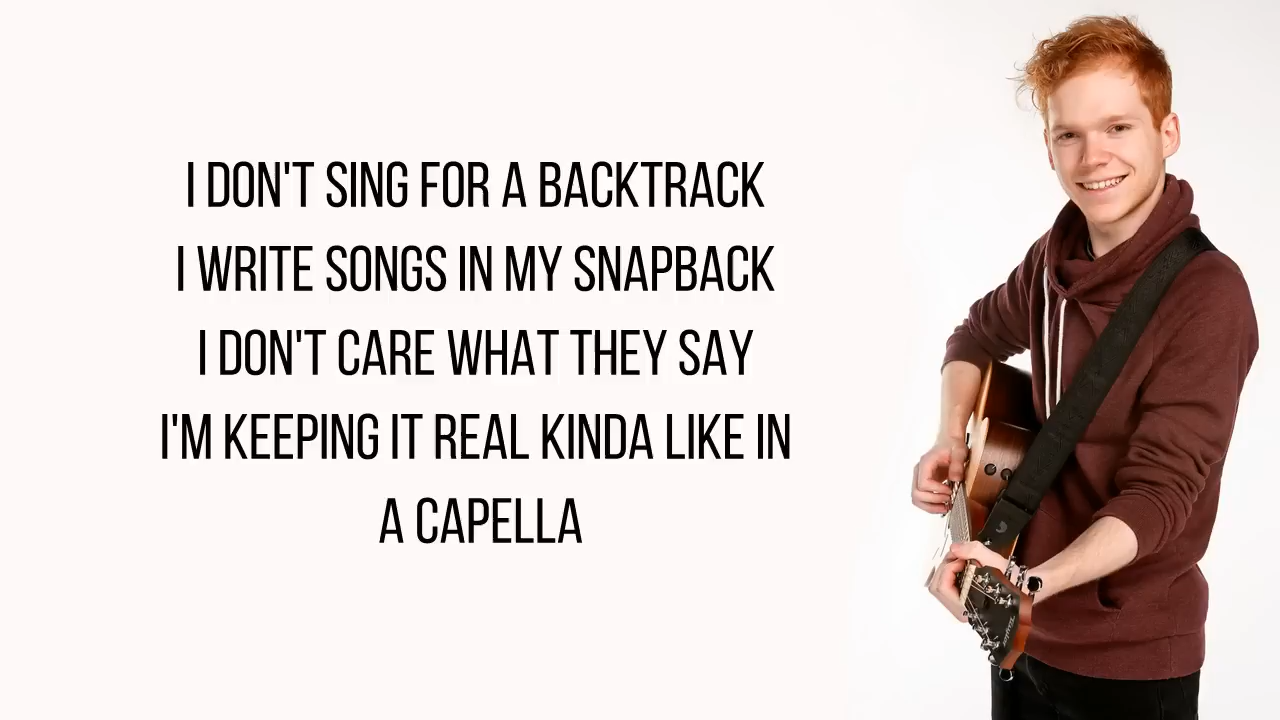 I DON'T SING FOR A BACKTRACK
I WRITE SONGS IN MY SNAPBACK
I DON'T CARE WHAT THEY SAY
I'M KEEPING IT REAL KINDA LIKE IN
A CAPELLA